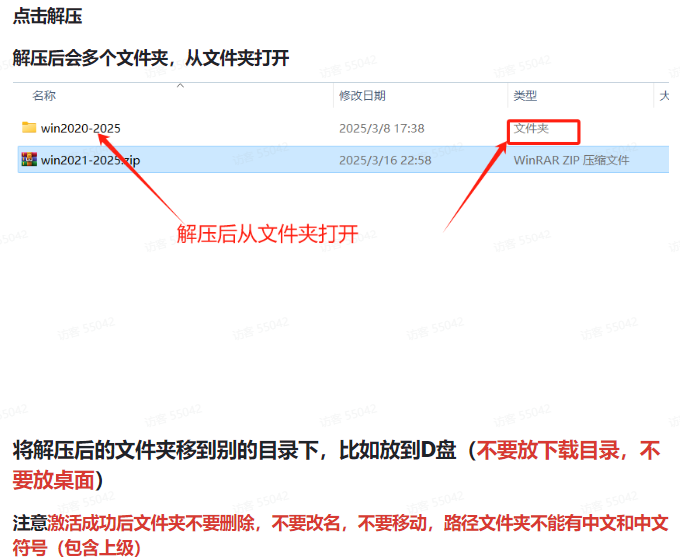 点击解压
解压后会多个文件夹，从文件夹打开
名称 修改日期 类型 大
win2020-2025 2025/3/8 17:38 文件夹
win2021-2025.zip 2025/3/16 22:58 WinRAR ZIP 压缩文件
解压后从文件夹打开
将解压后的文件夹移到别的目录下，比如放到D盘（不要放下载目录，不
要放桌面）
注意激活成功后文件夹不要删除，不要改名，不要移动，路径文件夹不能有中文和中文
符号（包含上级）
访客 55042